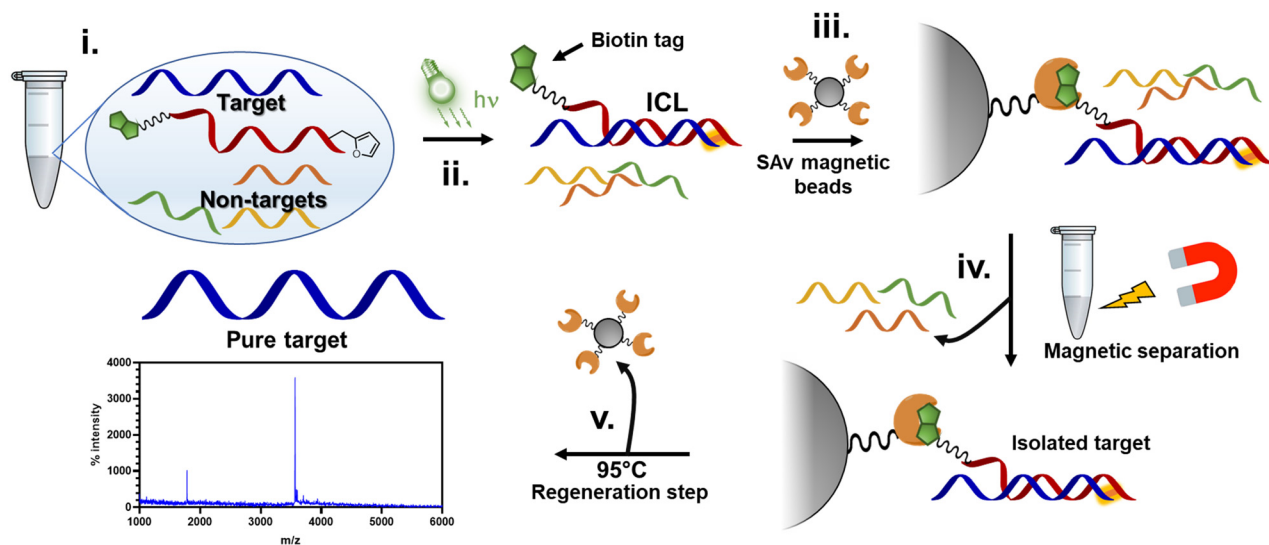 i.
Target
O
Non-targets
hν
ii.
Biotin tag
ICL
iii.
SAv magnetic
beads
iv.
Magnetic separation
Isolated target
v.
95°C
Regeneration step
Pure target
% intensity
4000
3000
2000
1000
0
1000
2000
3000
4000
5000
6000
m/z